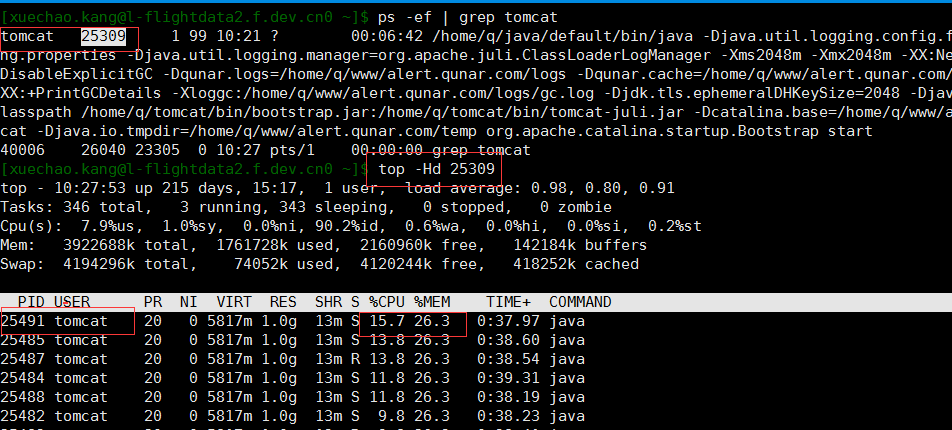 [xuechao.kang@l-flightdata2.f.dev.cn0 ~]$ ps -ef | grep tomcat
tomcat   25309     1 99 10:21 ?        00:06:42 /home/q/java/default/bin/java -Djava.util.logging.config.f
ng.properties -Djava.util.logging.manager=org.apache.juli.ClassLoaderLogManager -Xms2048m -Xmx2048m -XX:Ne
DisableExplicitGC -Dqunar.logs=/home/q/www/alert.qunar.com/logs -Dqunar.cache=/home/q/www/alert.qunar.com/
XX:+PrintGCDetails -Xloggc:/home/q/www/alert.qunar.com/logs/gc.log -Djdk.tls.ephemeralDHKeySize=2048 -Djav
lasspath /home/q/tomcat/bin/bootstrap.jar:/home/q/tomcat/bin/tomcat-juli.jar -Dcatalina.base=/home/q/www/a
cat -Djava.io.tmpdir=/home/q/www/alert.qunar.com/temp org.apache.catalina.startup.Bootstrap start
40006    26040 23305  0 10:27 pts/1    00:00:00 grep tomcat
[xuechao.kang@l-flightdata2.f.dev.cn0 ~]$ top -Hd 25309
top - 10:27:53 up 215 days, 15:17,  1 user,  load average: 0.98, 0.80, 0.91
Tasks: 346 total,   3 running, 343 sleeping,   0 stopped,   0 zombie
Cpu(s):  7.9%us,  1.0%sy,  0.0%ni, 90.2%id,  0.6%wa,  0.0%hi,  0.0%si,  0.2%st
Mem:   3922688k total,  1761728k used,  2160960k free,   142184k buffers
Swap:  4194296k total,    74052k used,  4120244k free,   418252k cached
PID USER      PR  NI  VIRT  RES  SHR S %CPU %MEM    TIME+  COMMAND
25491 tomcat    20   0 5817m 1.0g  13m S 15.7 26.3   0:37.97 java
25485 tomcat    20   0 5817m 1.0g  13m S 13.8 26.3   0:38.60 java
25487 tomcat    20   0 5817m 1.0g  13m R 13.8 26.3   0:38.54 java
25484 tomcat    20   0 5817m 1.0g  13m S 11.8 26.3   0:39.31 java
25488 tomcat    20   0 5817m 1.0g  13m S 11.8 26.3   0:38.19 java
25482 tomcat    20   0 5817m 1.0g  13m S  9.8 26.3   0:38.23 java